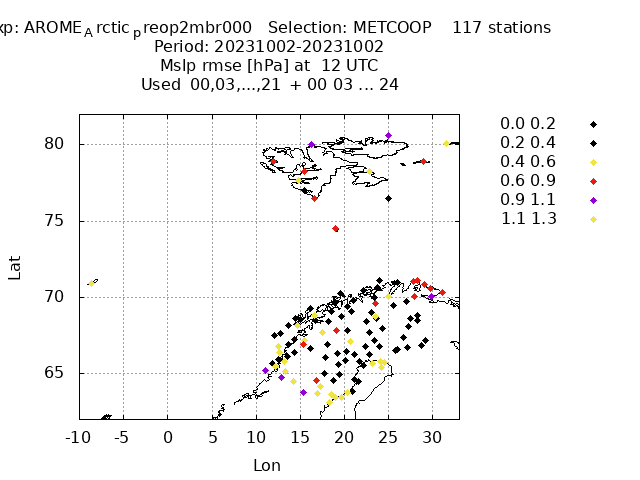 xp: AROME_Arctic_preop2mbr000 Selection: METCOOP 117 stations
Period: 20231002-20231002
Mslp rmse [hPa] at 12 UTC
Used 00,03,...,21 + 00 03 ... 24
0.0 0.2
0.2 0.4
0.4 0.6
0.6 0.9
0.9 1.1
1.1 1.3
80
75
70
65
Lat
-10 -5 0 5 10 15 20 25 30
Lon